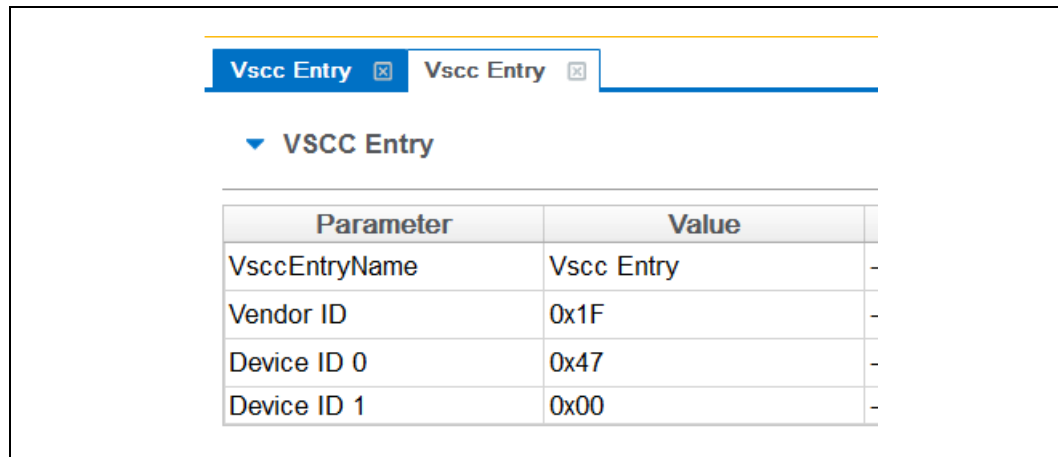 Vscc Entry Vscc Entry
VSCC Entry
Parameter Value
VsccEntryName Vscc Entry -
Vendor ID 0x1F -
Device ID 0 0x47 -
Device ID 1 0x00 -